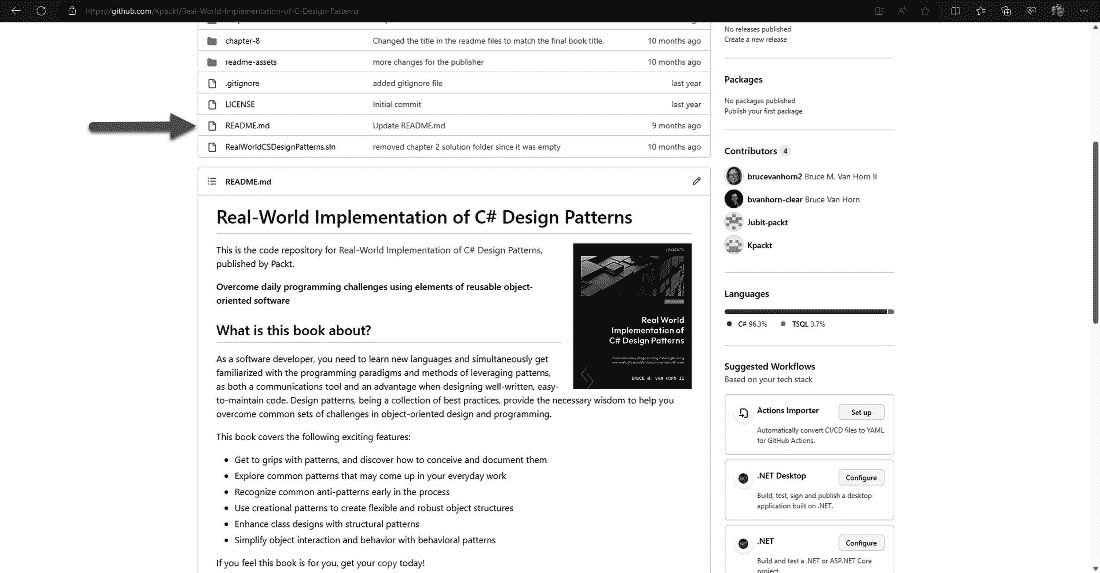 https://github.com/Kpackt/Real-World-Implementation-of-C-Design-Patterns
chapter-8 Changed the title in the readme files to match the final book title. 10 months ago
readme-assets more changes for the publisher 10 months ago
.gitignore added gitignore file last year
LICENSE Initial commit last year
README.md Update README.md 9 months ago
RealWorldCSDesignPatterns.sln removed chapter 2 solution folder since it was empty 10 months ago
README.md
Real-World Implementation of C# Design Patterns
This is the code repository for Real-World Implementation of C# Design Patterns,
published by Packt.
Overcome daily programming challenges using elements of reusable object-
oriented software
What is this book about?
As a software developer, you need to learn new languages and simultaneously get
familiarized with the programming paradigms and methods of leveraging patterns,
as both a communications tool and an advantage when designing well-written, easy-
to-maintain code. Design patterns, being a collection of best practices, provide the necessary wisdom to help you
overcome common sets of challenges in object-oriented design and programming.
This book covers the following exciting features:
Get to grips with patterns, and discover how to conceive and document them
Explore common patterns that may come up in your everyday work
Recognize common anti-patterns early in the process
Use creational patterns to create flexible and robust object structures
Enhance class designs with structural patterns
Simplify object interaction and behavior with behavioral patterns
If you feel this book is for you, get your copy today!
Real World
Implementation of
C# Design Patterns
BRUCE M. VAN HORN II
No releases published
Create a new release
Packages
No packages published
Publish your first package
Contributors 4
brucevanhorn2 Bruce M. Van Horn II
bvanhorn-clear Bruce Van Horn
Jubit-packt
Kpackt
Languages
C# 96.3% TSQL 3.7%
Suggested Workflows
Based on your tech stack
Actions Importer Set up
Automatically convert CI/CD files to YAML
for GitHub Actions.
.NET Desktop Configure
Build, test, sign and publish a desktop
application built on .NET.
.NET Configure
Build and test a .NET or ASP.NET Core
project.